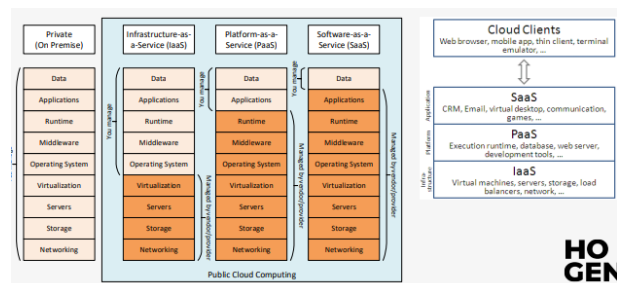 Private
(On Premise)
Infrastructure-as-
a-Service (IaaS)
Platform-as-a-
Service (PaaS)
Software-as-a-
Service (SaaS)
Data
Applications
Runtime
Middleware
Operating System
Virtualization
Servers
Storage
Networking
You manage
Data
Applications
Runtime
Middleware
Operating System
Virtualization
Servers
Storage
Networking
Managed by vendor/provider
You manage
Data
Applications
Runtime
Middleware
Operating System
Virtualization
Servers
Storage
Networking
Managed by vendor/provider
You manage
Data
Applications
Runtime
Middleware
Operating System
Virtualization
Servers
Storage
Networking
Managed by vendor/provider
Public Cloud Computing
Cloud Clients
Web browser, mobile app, thin client, terminal
emulator, ...
Application
SaaS
CRM, Email, virtual desktop, communication,
games, ...
Platform
PaaS
Execution runtime, database, web server,
development tools, ...
Infra
structure
IaaS
Virtual machines, servers, storage, load
balancers, network, ...
HO
GEN